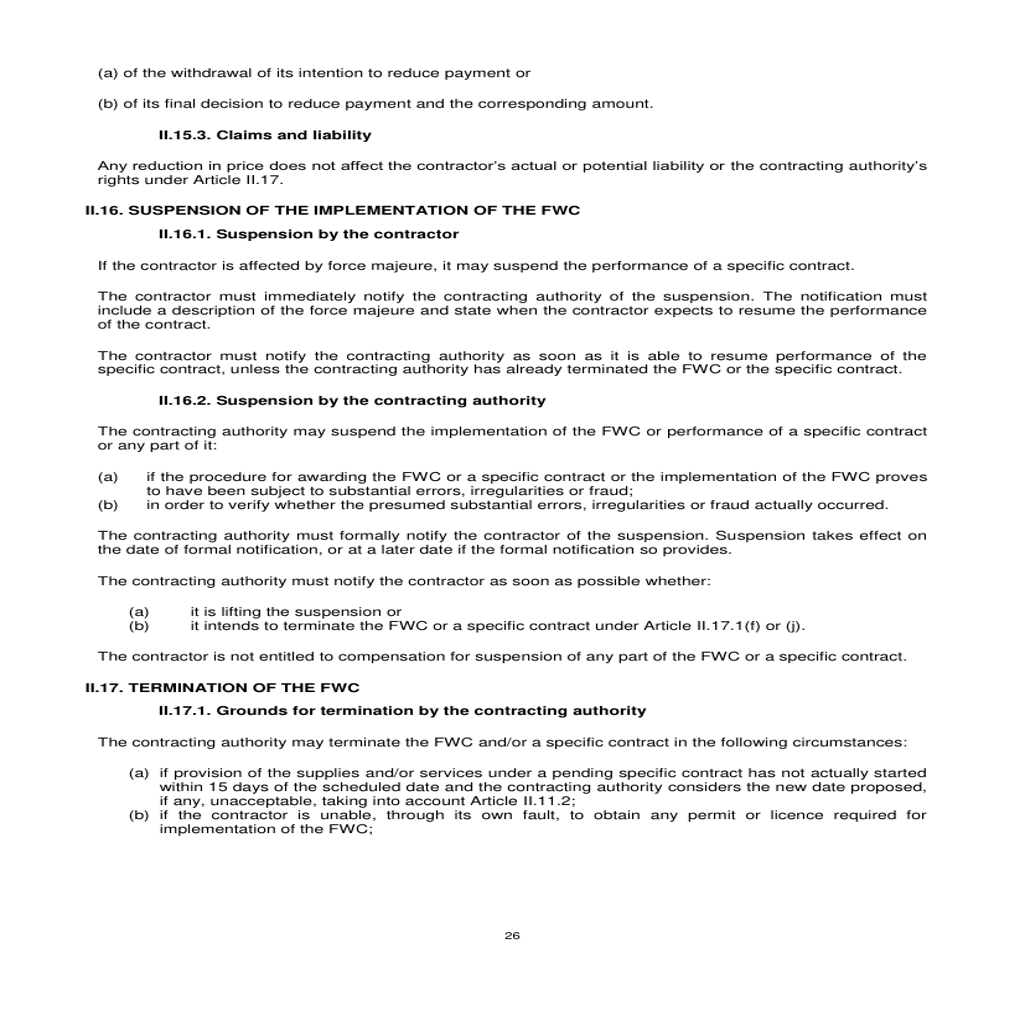 (a) of the withdrawal of its intention to reduce payment or
(b) of its final decision to reduce payment and the corresponding amount.
II.15.3. Claims and liability
Any reduction in price does not affect the contractor's actual or potential liability or the contracting authority's
rights under Article II.17.
II.16. SUSPENSION OF THE IMPLEMENTATION OF THE FWC
II.16.1. Suspension by the contractor
If the contractor is affected by force majeure, it may suspend the performance of a specific contract.
The contractor must immediately notify the contracting authority of the suspension. The notification must
include a description of the force majeure and state when the contractor expects to resume the performance
of the contract.
The contractor must notify the contracting authority as soon as it is able to resume performance of the
specific contract, unless the contracting authority has already terminated the FWC or the specific contract.
II.16.2. Suspension by the contracting authority
The contracting authority may suspend the implementation of the FWC or performance of a specific contract
or any part of it:
(a) if the procedure for awarding the FWC or a specific contract or the implementation of the FWC proves
to have been subject to substantial errors, irregularities or fraud;
(b) in order to verify whether the presumed substantial errors, irregularities or fraud actually occurred.
The contracting authority must formally notify the contractor of the suspension. Suspension takes effect on
the date of formal notification, or at a later date if the formal notification so provides.
The contracting authority must notify the contractor as soon as possible whether:
(a) it is lifting the suspension or
(b) it intends to terminate the FWC or a specific contract under Article II.17.1(f) or (j).
The contractor is not entitled to compensation for suspension of any part of the FWC or a specific contract.
II.17. TERMINATION OF THE FWC
II.17.1. Grounds for termination by the contracting authority
The contracting authority may terminate the FWC and/or a specific contract in the following circumstances:
(a) if provision of the supplies and/or services under a pending specific contract has not actually started
within 15 days of the scheduled date and the contracting authority considers the new date proposed,
if any, unacceptable, taking into account Article II.11.2;
(b) if the contractor is unable, through its own fault, to obtain any permit or licence required for
implementation of the FWC;
26